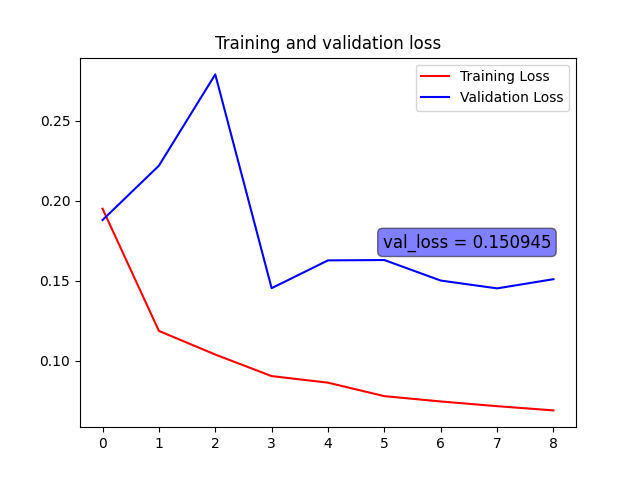 Training and validation loss
Training Loss
Validation Loss
val_loss = 0.150945
0.25
0.20
0.15
0.10
0 1 2 3 4 5 6 7 8